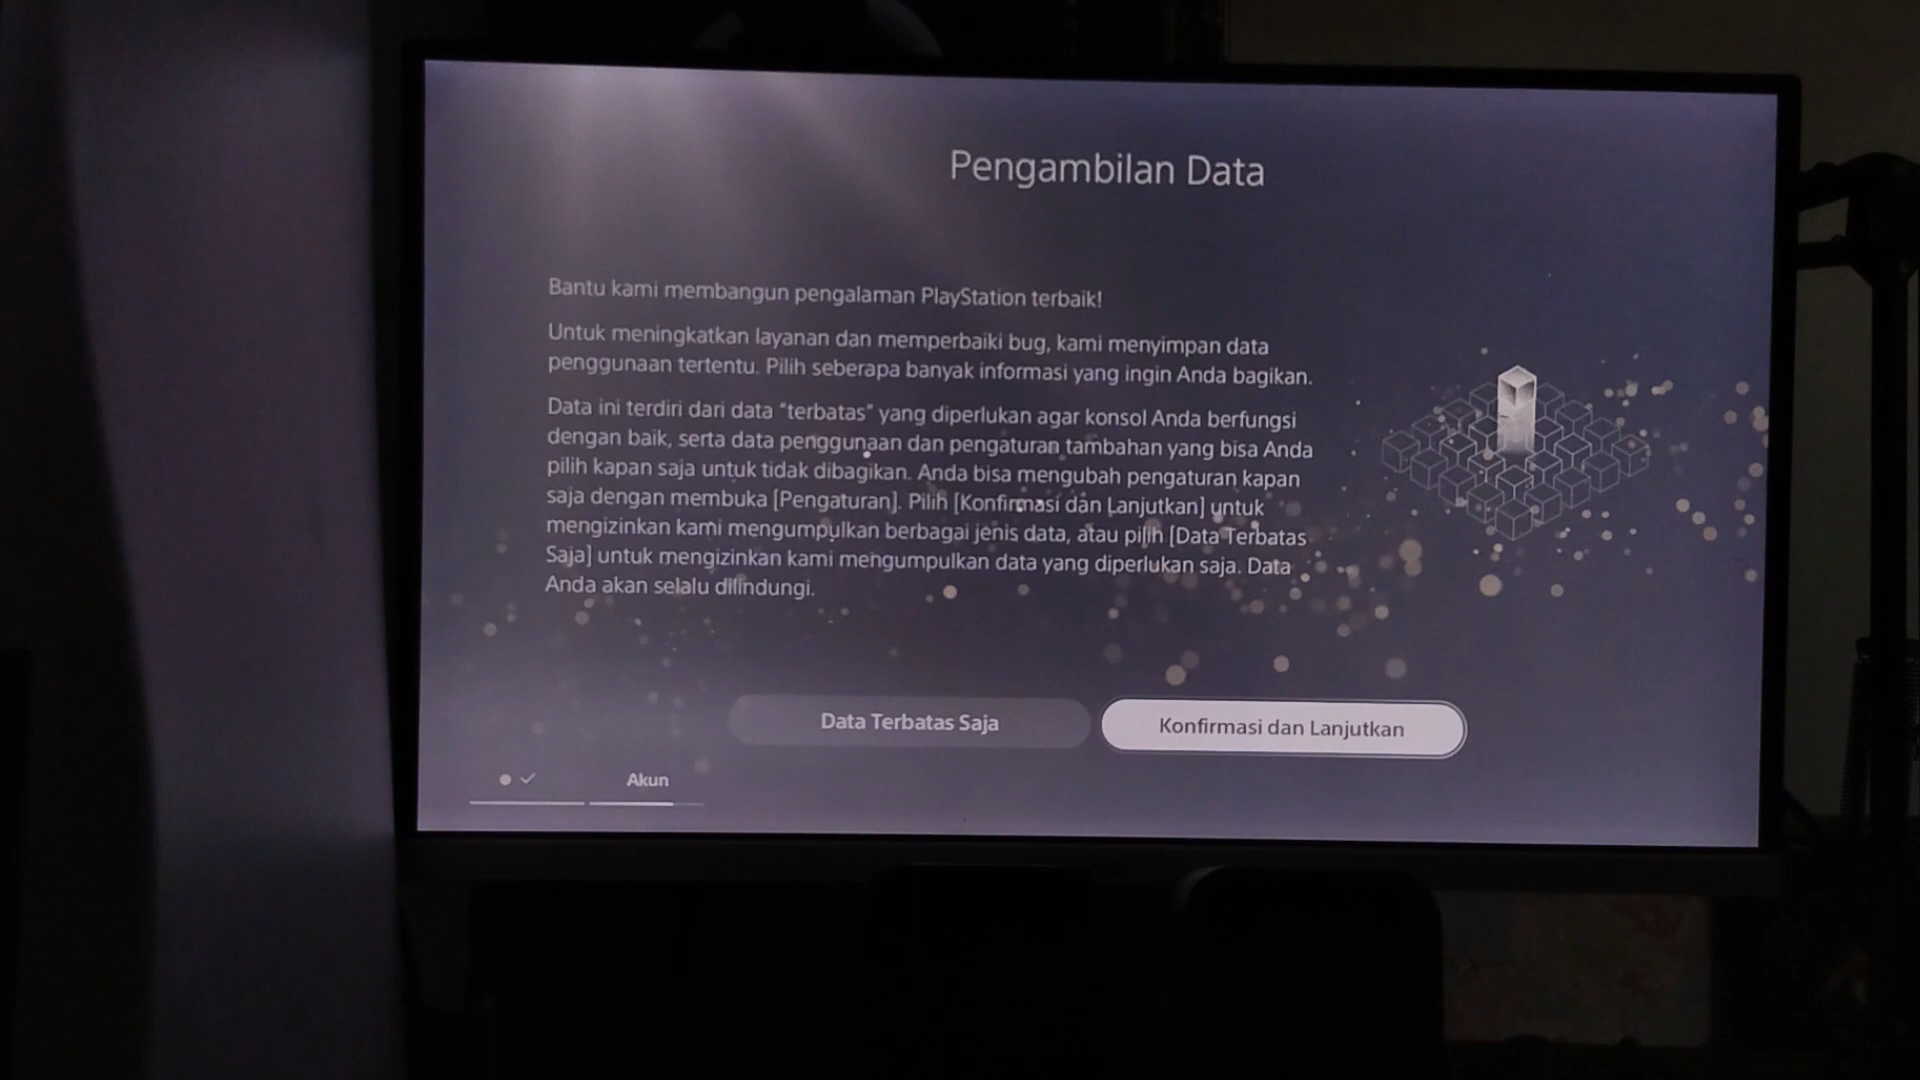 Pengambilan Data
Bantu kami membangun pengalaman PlayStation terbaik!
Untuk meningkatkan layanan dan memperbaiki bug, kami menyimpan data
penggunaan tertentu. Pilih seberapa banyak informasi yang ingin Anda bagikan.
Data ini terdiri dari data "terbatas" yang diperlukan agar konsol Anda berfungsi
dengan baik, serta data penggunaan dan pengaturan tambahan yang bisa Anda
pilih kapan saja untuk tidak dibagikan. Anda bisa mengubah pengaturan kapan
saja dengan membuka [Pengaturan]. Pilih [Konfirmasi dan Lanjutkan] untuk
mengizinkan kami mengumpulkan berbagai jenis data, atau pilih [Data Terbatas
Saja] untuk mengizinkan kami mengumpulkan data yang diperlukan saja. Data
Anda akan selalu dilindungi.
Data Terbatas Saja
Konfirmasi dan Lanjutkan
Akun